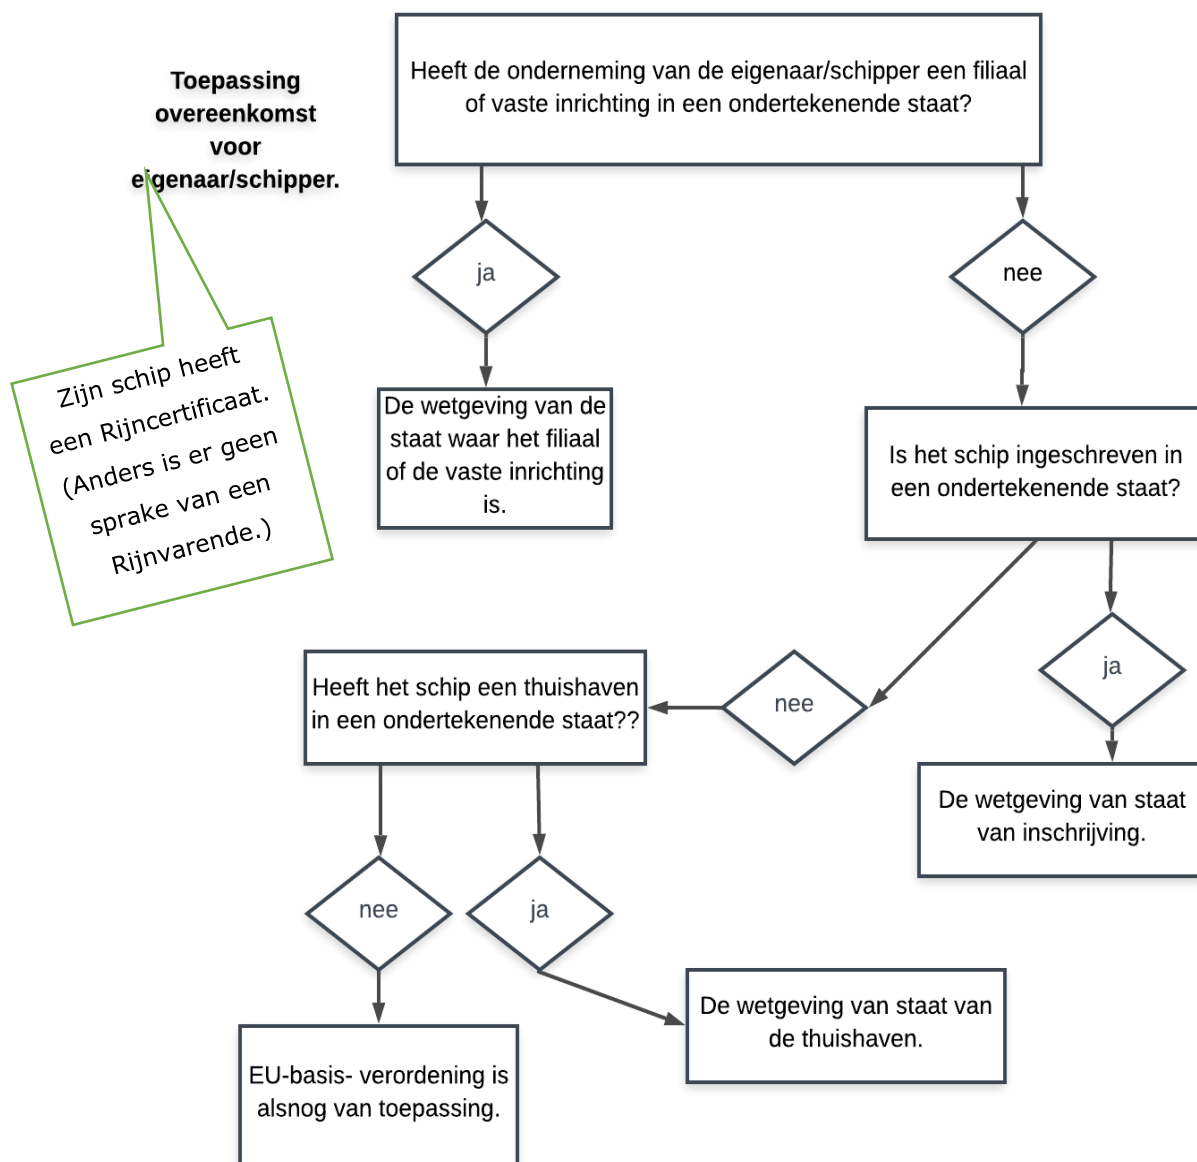 Toepassing
overeenkomst
voor
eigenaar/schipper.
Heeft de onderneming van de eigenaar/schipper een filiaal
of vaste inrichting in een ondertekenende staat?
ja
nee
Zijn schip heeft
een Rijncertificaat.
(Anders is er geen
sprake van een
Rijnvarende.)
De wetgeving van de
staat waar het filiaal
of de vaste inrichting
is.
Is het schip ingeschreven in
een ondertekenende staat?
ja
nee
Heeft het schip een thuishaven
in een ondertekenende staat??
De wetgeving van staat
van inschrijving.
nee
ja
De wetgeving van staat van
de thuishaven.
EU-basis- verordening is
alsnog van toepassing.